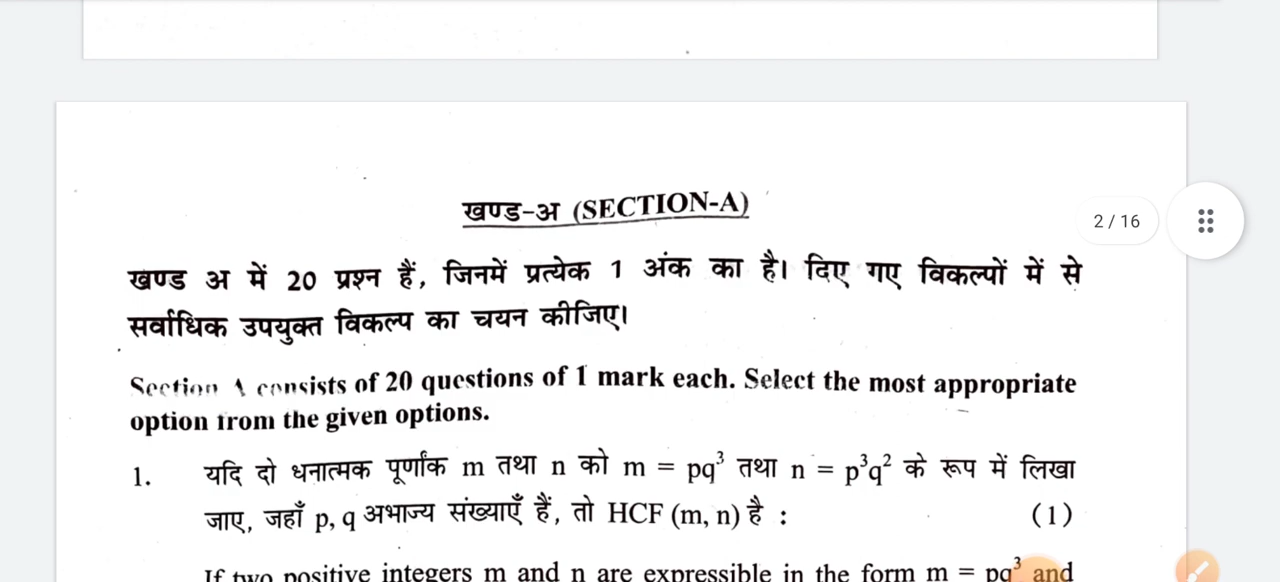 खण्ड-अ (SECTION-A)
2 / 16
खण्ड अ में 20 प्रश्न हैं, जिनमें प्रत्येक 1 अंक का है। दिए गए विकल्पों में से
सर्वाधिक उपयुक्त विकल्प का चयन कीजिए।
Section A consists of 20 questions of 1 mark each. Select the most appropriate
option from the given options.
1. यदि दो धनात्मक पूर्णांक m तथा n को m = pq³ तथा n = p³q² के रूप में लिखा
जाए, जहाँ p, q अभाज्य संख्याएँ हैं, तो HCF (m, n) है : (1)
If two positive integers m and n are expressible in the form m = pq³ and